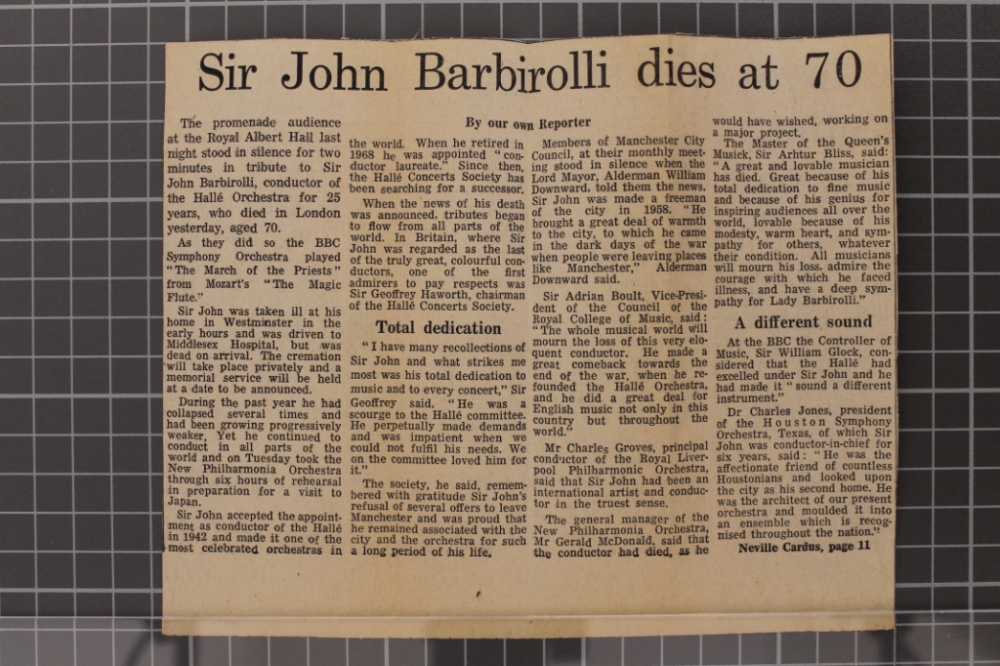 Sir John Barbirolli dies at 70
By our own Reporter
The promenade audience
at the Royal Albert Hall last
night stood in silence for two
minutes in tribute to Sir
John Barbirolli, conductor of
the Hallé Orchestra for 25
years, who died in London
yesterday, aged 70.
As they did so the BBC
Symphony Orchestra played
"The March of the Priests"
from Mozart's "The Magic
Flute."
Sir John was taken ill at his
home in Westminster in the
early hours and was driven to
Middlesex Hospital, but was
dead on arrival. The cremation
will take place privately and a
memorial service will be held
at a date to be announced.
During the past year he had
collapsed several times and
had been growing progressively
weaker. Yet he continued to
conduct in all parts of the
world and on Tuesday took the
New Philharmonia Orchestra
through six hours of rehearsal
in preparation for a visit to
Japan.
Sir John accepted the appoint-
ment as conductor of the Hallé
in 1942 and made it one of the
most celebrated orchestras in
the world. When he retired in
1968 he was appointed "con-
ductor laureate." Since then,
the Hallé Concerts Society has
been searching for a successor.
When the news of his death
was announced, tributes began
to flow from all parts of the
world. In Britain, where Sir
John was regarded as the last
of the truly great, colourful con-
ductors, one of the first
admirers to pay respects was
Sir Geoffrey Haworth, chairman
of the Hallé Concerts Society.
Total dedication
"I have many recollections of
Sir John and what strikes me
most was his total dedication to
music and to every concert," Sir
Geoffrey said. "He was a
scourge to the Hallé committee.
He perpetually made demands
and was impatient when we
could not fulfil his needs. We
on the committee loved him for
it."
The society, he said, remem-
bered with gratitude Sir John's
refusal of several offers to leave
Manchester and was proud that
he remained associated with the
city and the orchestra for such
a long period of his life.
Members of Manchester City
Council, at their monthly meet-
ing stood in silence when the
Lord Mayor, Alderman William
Downward, told them the news.
Sir John was made a freeman
of the city in 1958. "He
brought a great deal of warmth
to the city, to which he came
in the dark days of the war
when people were leaving places
like Manchester," Alderman
Downward said.
Sir Adrian Boult, Vice-Presi-
dent of the Council of the
Royal College of Music, said:
"The whole musical world will
mourn the loss of this very elo-
quent conductor. He made a
great comeback towards the
end of the war, when he re-
founded the Hallé Orchestra,
and he did a great deal for
English music not only in this
country but throughout the
world."
Mr Charles Groves, principal
conductor of the Royal Liver-
pool Philharmonic Orchestra,
said that Sir John had been an
international artist and conduc-
tor in the truest sense.
The general manager of the
New Philharmonia Orchestra,
Mr Gerald McDonald, said that
the conductor had died, as he
would have wished, working on
a major project.
The Master of the Queen's
Musick, Sir Arhtur Bliss, said:
"A great and lovable musician
has died. Great because of his
total dedication to fine music
and because of his genius for
inspiring audiences all over the
world, lovable because of his
modesty, warm heart, and sym-
pathy for others, whatever
their condition. All musicians
will mourn his loss, admire the
courage with which he faced
illness, and have a deep sym-
pathy for Lady Barbirolli."
A different sound
At the BBC the Controller of
Music, Sir William Glock, con-
sidered that the Hallé had
excelled under Sir John and he
had made it "sound a different
instrument."
Dr Charles Jones, president
of the Houston Symphony
Orchestra, Texas, of which Sir
John was conductor-in-chief for
six years, said: "He was the
affectionate friend of countless
Houstonians and looked upon
the city as his second home. He
was the architect of our present
orchestra and moulded it into
an ensemble which is recog-
nised throughout the nation."
Neville Cardus, page 11